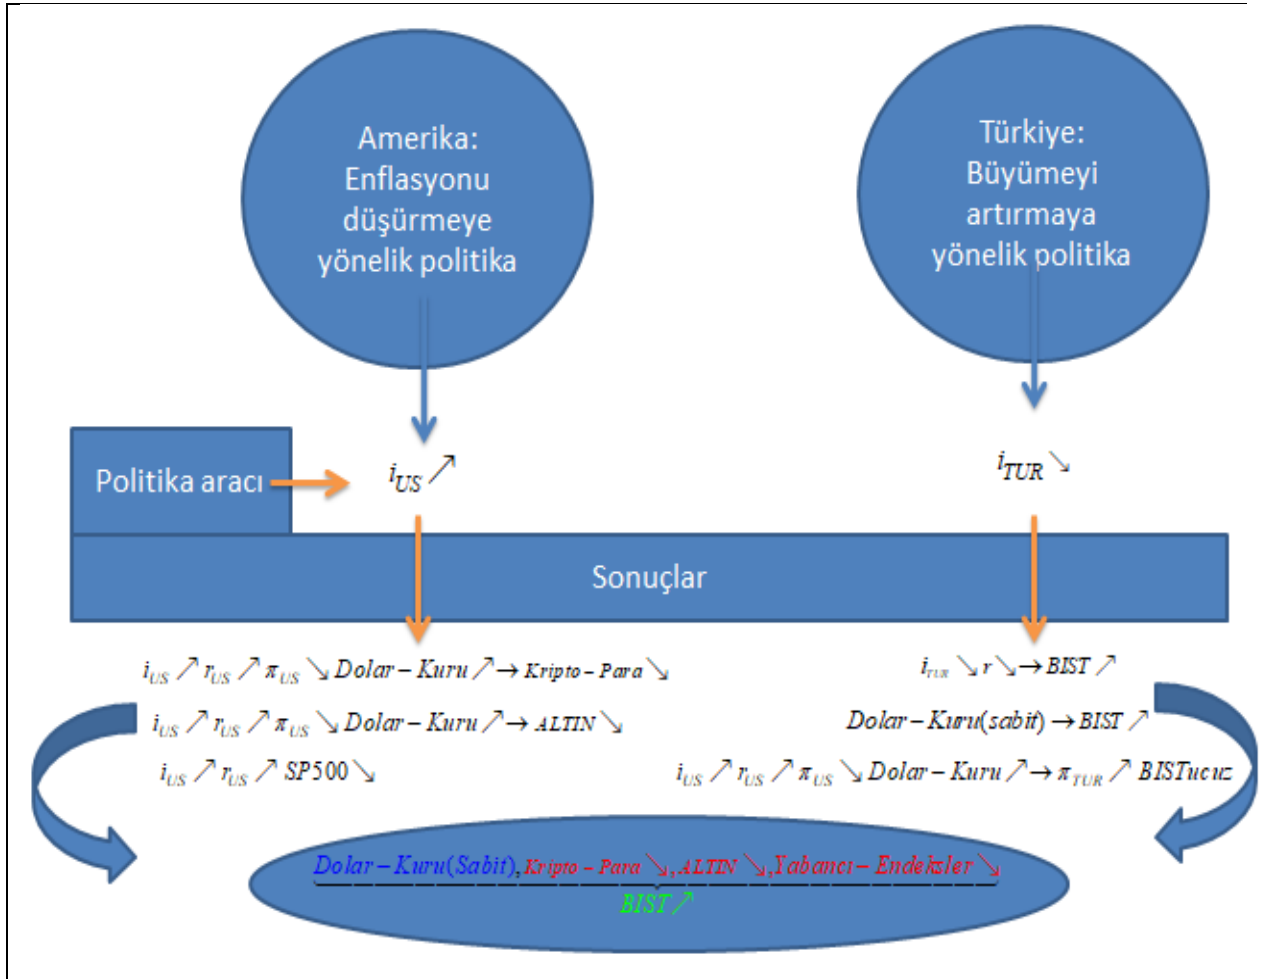 Amerika:
Enflasyonu
düşürmeye
yönelik politika
Türkiye:
Büyümeyi
artırmaya
yönelik politika
Politika aracı
i_US ↗
i_TUR ↘
Sonuçlar
i_US ↗ r_US ↗ π_US ↘ Dolar – Kuru ↗ → Kripto – Para ↘
i_US ↗ r_US ↗ π_US ↘ Dolar – Kuru ↗ → ALTIN ↘
i_US ↗ r_US ↗ SP500 ↘
i_TUR ↘ r ↘ → BIST ↗
Dolar – Kuru(sabit) → BIST ↗
i_US ↗ r_US ↗ π_US ↘ Dolar – Kuru ↗ → π_TUR ↗ BISTucuz
Dolar – Kuru(Sabit), Kripto – Para ↘, ALTIN ↘, Yabancı – Endeksler ↘
BIST ↗